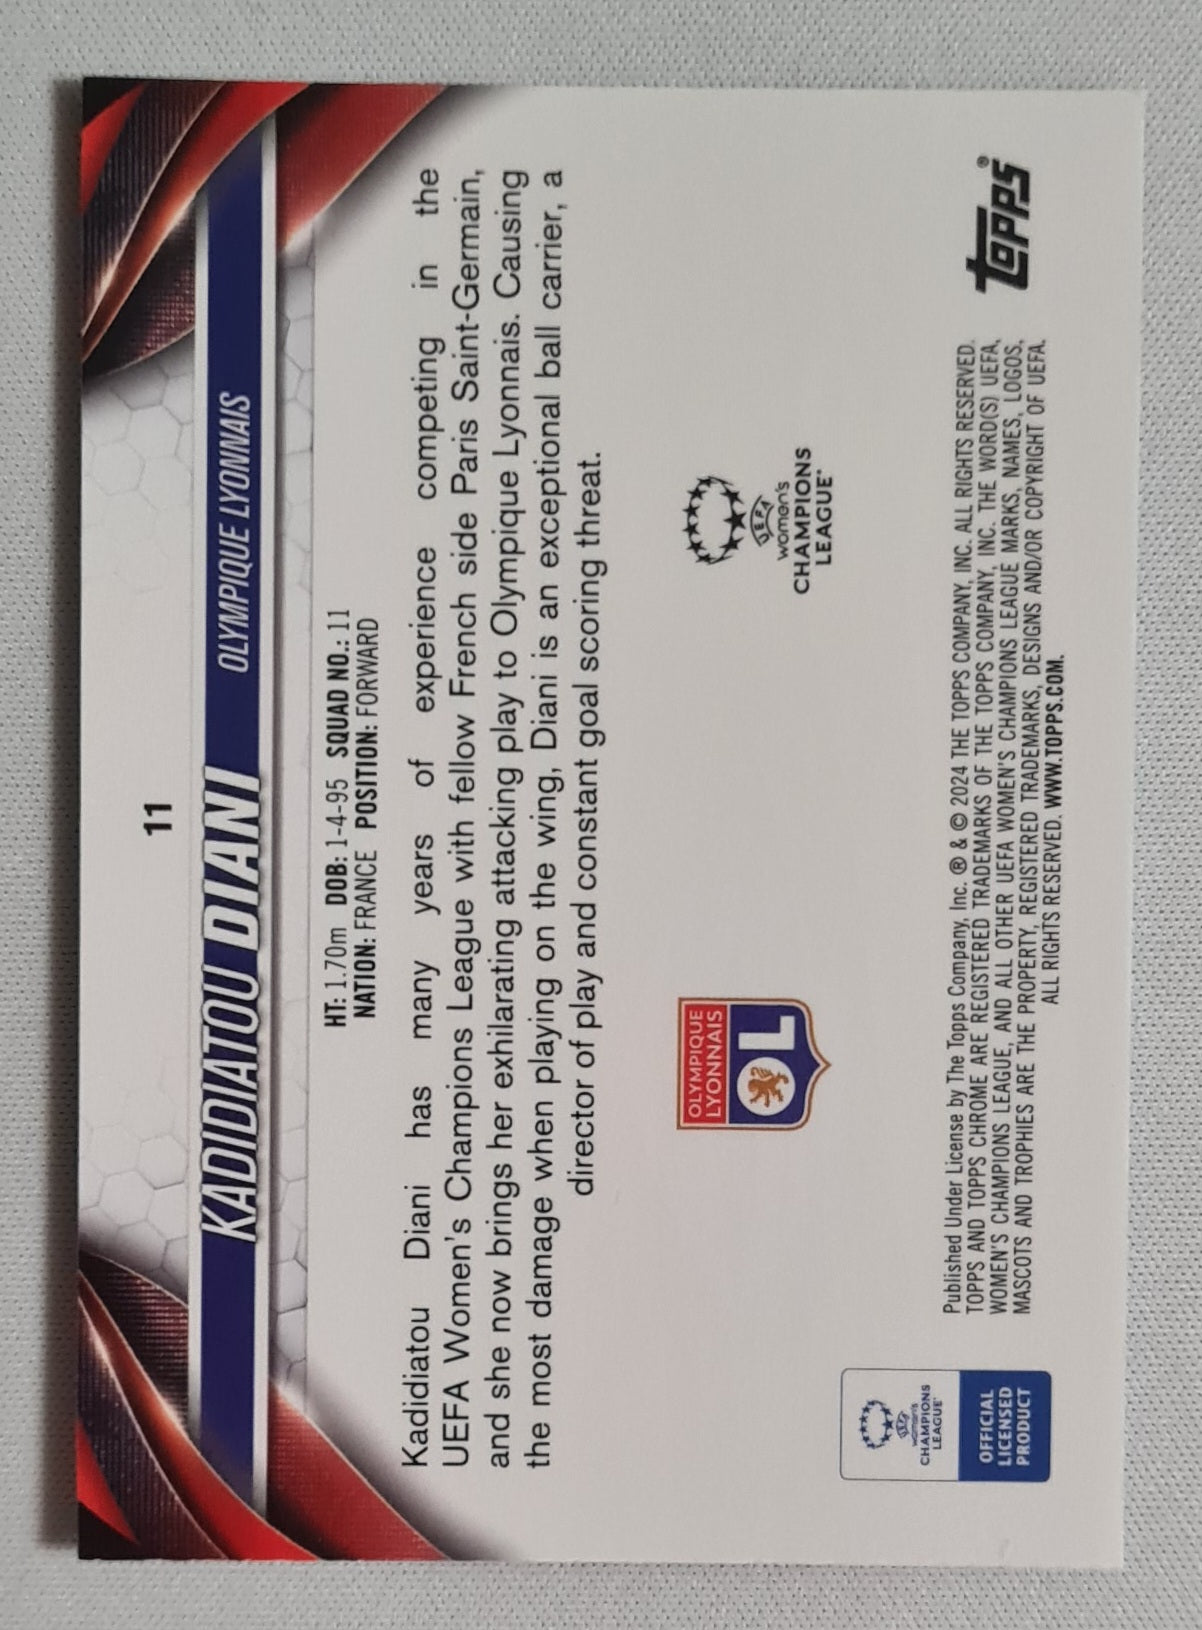 11
KADIDIATOU DIANI OLYMPIQUE LYONNAIS
HT: 1.70m DOB: 1-4-95 SQUAD NO.: 11
NATION: FRANCE POSITION: FORWARD
Kadidiatou Diani has many years of experience competing in the
UEFA Women's Champions League with fellow French side Paris Saint-Germain,
and she now brings her exhilarating attacking play to Olympique Lyonnais. Causing
the most damage when playing on the wing, Diani is an exceptional ball carrier, a
director of play and constant goal scoring threat.
OLYMPIQUE
LYONNAIS
OL
UEFA
women's
CHAMPIONS
LEAGUE
UEFA
women's
CHAMPIONS
LEAGUE
OFFICIAL
LICENSED
PRODUCT
Published Under License by The Topps Company, Inc. ® & © 2024 THE TOPPS COMPANY, INC. ALL RIGHTS RESERVED.
TOPPS AND TOPPS CHROME ARE REGISTERED TRADEMARKS OF THE TOPPS COMPANY, INC. THE WORD(S) UEFA,
WOMEN'S CHAMPIONS LEAGUE, AND ALL OTHER UEFA WOMEN'S CHAMPIONS LEAGUE MARKS, NAMES, LOGOS,
MASCOTS AND TROPHIES ARE THE PROPERTY, REGISTERED TRADEMARKS, DESIGNS AND/OR COPYRIGHT OF UEFA.
ALL RIGHTS RESERVED. WWW.TOPPS.COM.
topps®